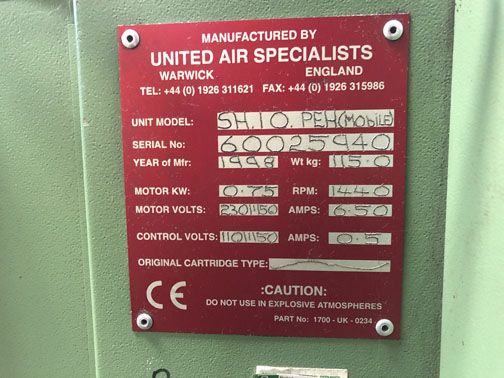 MANUFACTURED BY
UNITED AIR SPECIALISTS
WARWICK ENGLAND
TEL: +44 (0) 1926 311621 FAX: +44 (0) 1926 315986
UNIT MODEL: SH.10.PEH(MOBILE)
SERIAL No: 60025940
YEAR of Mfr: 1998 Wt kg: 115.0
MOTOR KW: 0.75 RPM: 1440
MOTOR VOLTS: 230/1/50 AMPS: 6.50
CONTROL VOLTS: 110/1/50 AMPS: 0.5
ORIGINAL CARTRIDGE TYPE:
:CAUTION:
CE DO NOT USE IN EXPLOSIVE ATMOSPHERES
PART No: 1700 - UK - 0234